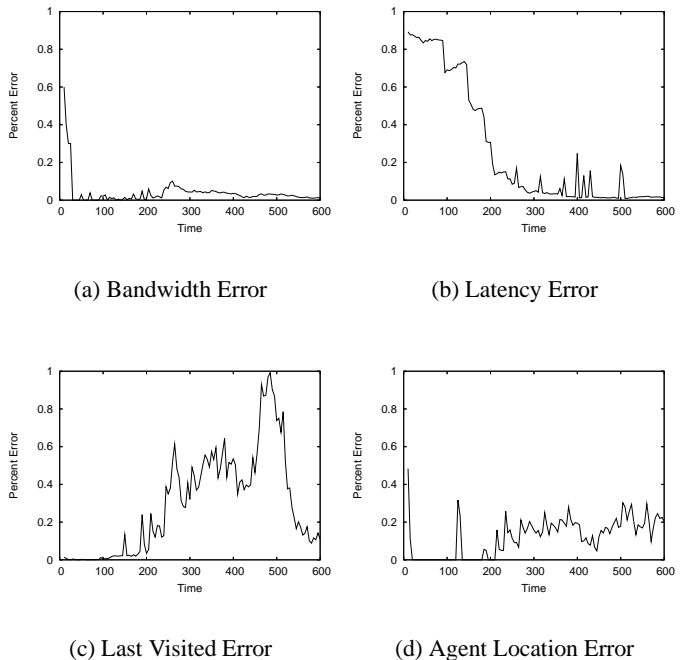 1
0.8
0.6
0.4
0.2
0
0 100 200 300 400 500 600
Percent Error
Time
(a) Bandwidth Error
1
0.8
0.6
0.4
0.2
0
0 100 200 300 400 500 600
Percent Error
Time
(b) Latency Error
1
0.8
0.6
0.4
0.2
0
0 100 200 300 400 500 600
Percent Error
Time
(c) Last Visited Error
1
0.8
0.6
0.4
0.2
0
0 100 200 300 400 500 600
Percent Error
Time
(d) Agent Location Error